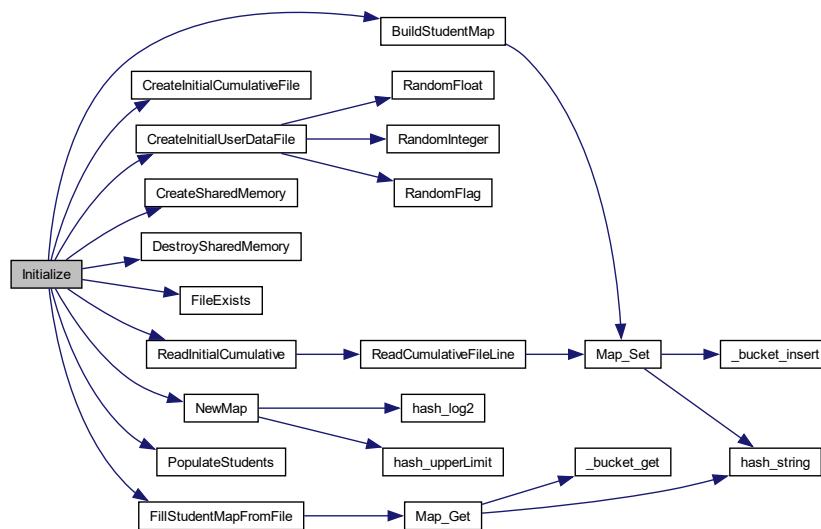 BuildStudentMap
CreateInitialCumulativeFile
RandomFloat
CreateInitialUserDataFile
RandomInteger
CreateSharedMemory
RandomFlag
DestroySharedMemory
Initialize
FileExists
ReadInitialCumulative
ReadCumulativeFileLine
Map_Set
_bucket_insert
NewMap
hash_log2
PopulateStudents
hash_upperLimit
_bucket_get
hash_string
FillStudentMapFromFile
Map_Get